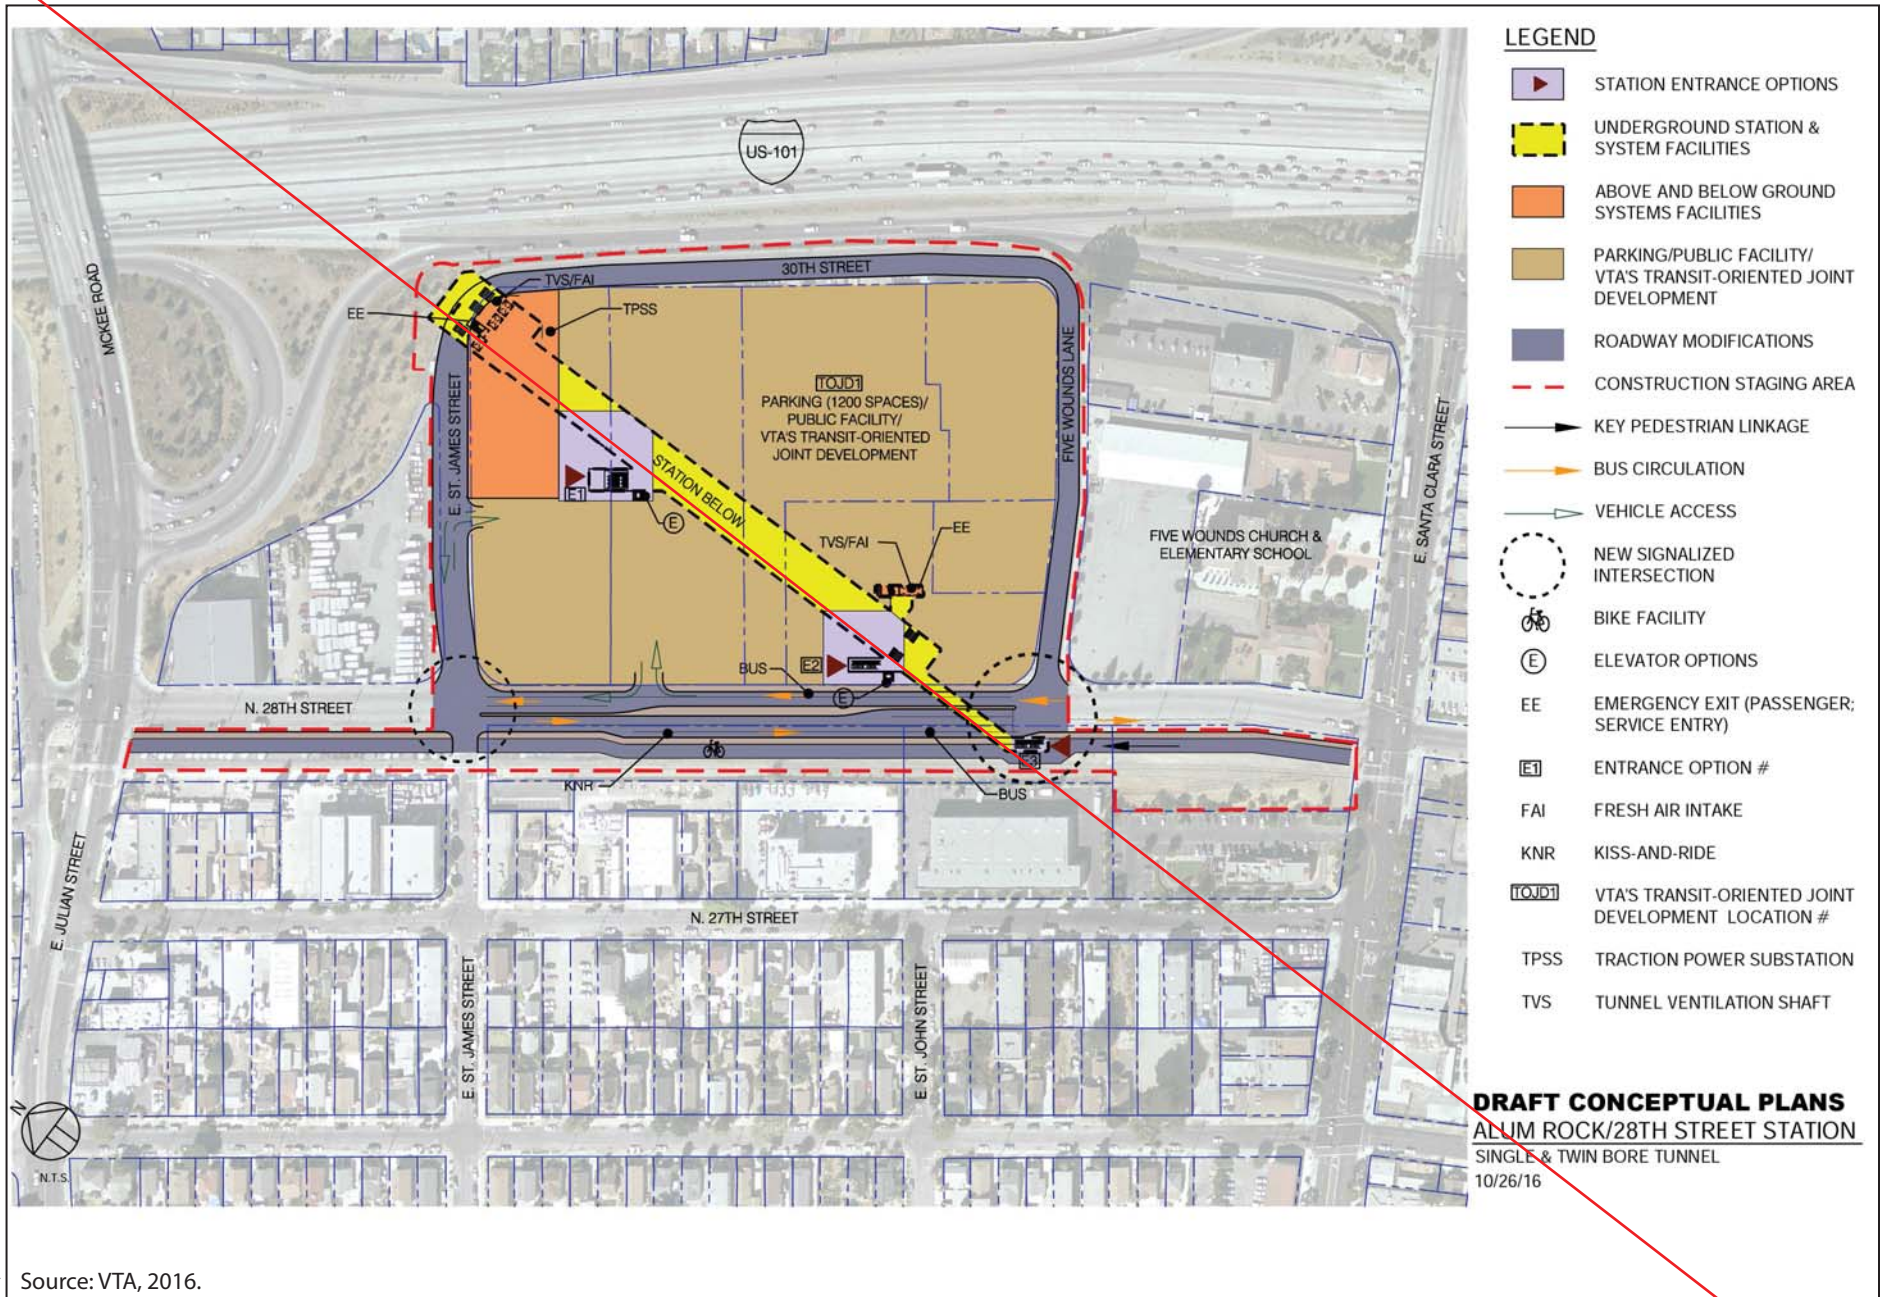 LEGEND
STATION ENTRANCE OPTIONS
UNDERGROUND STATION &
SYSTEM FACILITIES
ABOVE AND BELOW GROUND
SYSTEMS FACILITIES
PARKING/PUBLIC FACILITY/
VTA'S TRANSIT-ORIENTED JOINT
DEVELOPMENT
ROADWAY MODIFICATIONS
CONSTRUCTION STAGING AREA
KEY PEDESTRIAN LINKAGE
BUS CIRCULATION
VEHICLE ACCESS
NEW SIGNALIZED
INTERSECTION
BIKE FACILITY
E ELEVATOR OPTIONS
EE EMERGENCY EXIT (PASSENGER;
SERVICE ENTRY)
E1 ENTRANCE OPTION #
FAI FRESH AIR INTAKE
KNR KISS-AND-RIDE
TOJD1 VTA'S TRANSIT-ORIENTED JOINT
DEVELOPMENT LOCATION #
TPSS TRACTION POWER SUBSTATION
TVS TUNNEL VENTILATION SHAFT
DRAFT CONCEPTUAL PLANS
ALUM ROCK/28TH STREET STATION
SINGLE & TWIN BORE TUNNEL
10/26/16
US-101
MCKEE ROAD
30TH STREET
TVS/FAI
EE
TPSS
E. ST. JAMES STREET
TOJD1
PARKING (1200 SPACES)/
PUBLIC FACILITY/
VTA'S TRANSIT-ORIENTED
JOINT DEVELOPMENT
FIVE WOUNDS LANE
E. SANTA CLARA STREET
E1
E
STATION BELOW
TVS/FAI
EE
FIVE WOUNDS CHURCH &
ELEMENTARY SCHOOL
E2
BUS
E
N. 28TH STREET
E3
KNR
BUS
E. JULIAN STREET
N. 27TH STREET
E. ST. JAMES STREET
E. ST. JOHN STREET
N
N.T.S.
Source: VTA, 2016.